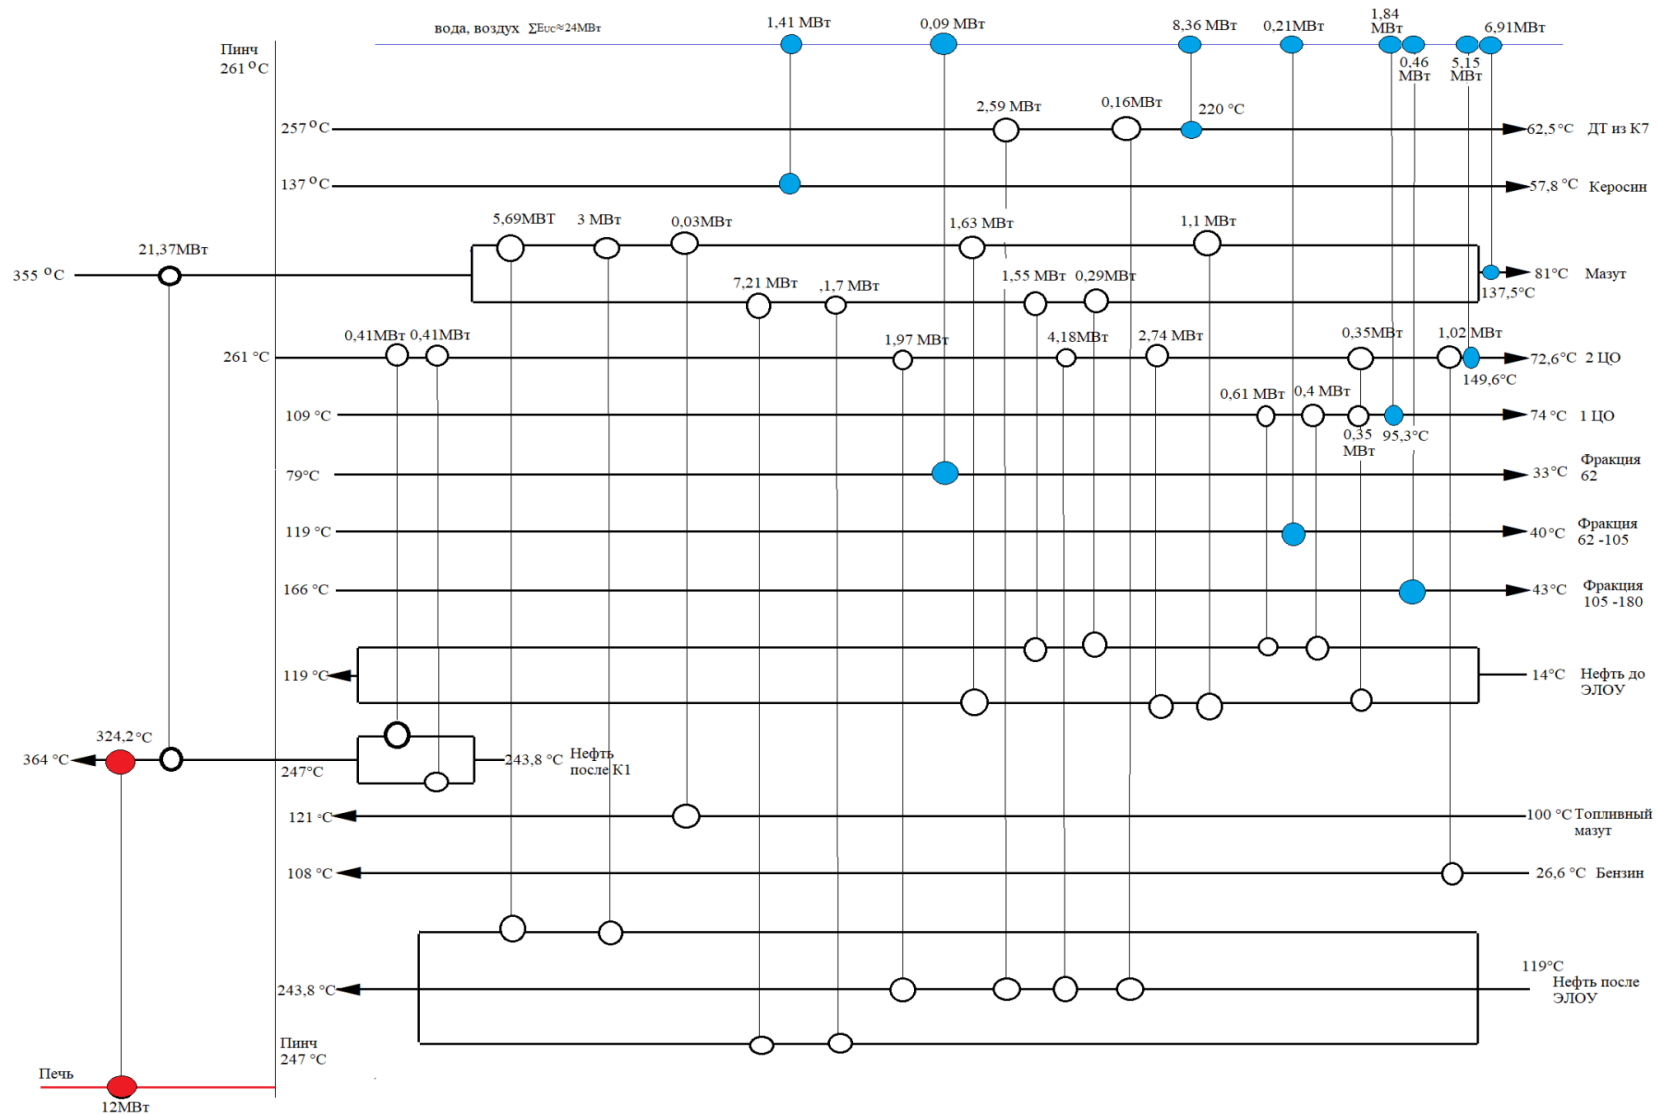 вода, воздух ΣEuc≈24МВт
1,41 МВт
0,09 МВт
8,36 МВт
0,21МВт
1,84
МВт
0,46
МВт
5,15
МВт
6,91МВт
Пинч
261 °С
257 °С
2,59 МВт
0,16МВт
220 °С
62,5°С ДТ из К7
137 °С
57,8 °С Керосин
355 °С
21,37МВт
5,69МВТ
3 МВт
0,03МВт
1,63 МВт
1,1 МВт
7,21 МВт
,1,7 МВт
1,55 МВт
0,29МВт
81°С Мазут
137,5°С
261 °С
0,41МВт
0,41МВт
1,97 МВт
4,18МВт
2,74 МВт
0,35МВт
1,02 МВт
72,6°С 2 ЦО
149,6°С
109 °С
0,61 МВт
0,4 МВт
0,35
МВт
95,3°С
74 °С 1 ЦО
79°С
33°С Фракция
62
119 °С
40°С Фракция
62 -105
166 °С
43°С Фракция
105 -180
119 °С
14°С Нефть до
ЭЛОУ
324,2°С
364 °С
247°С
243,8 °С Нефть
после К1
121 °С
100 °С Топливный
мазут
108 °С
26,6 °С Бензин
119°С
243,8 °С
Нефть после
ЭЛОУ
Пинч
247 °С
Печь
12МВт